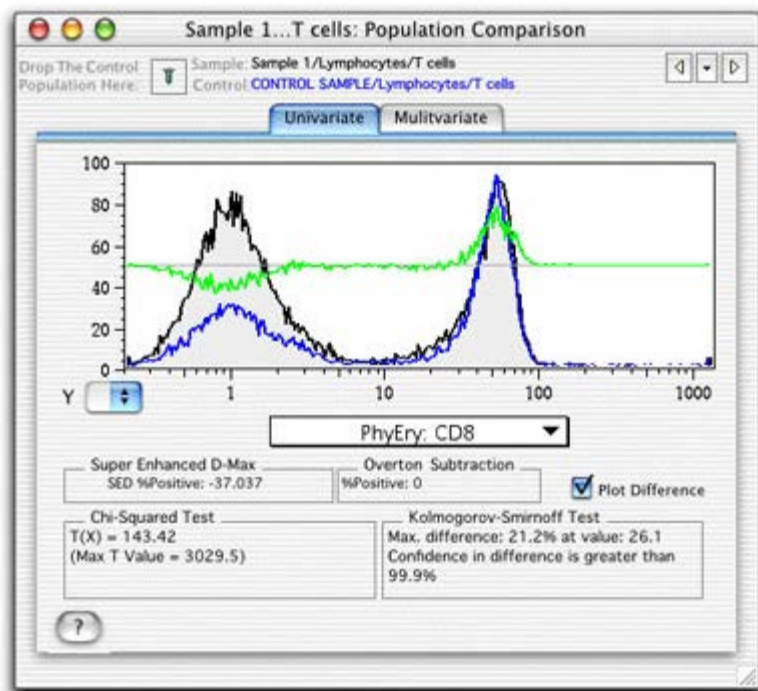 Sample 1...T cells: Population Comparison
Drop The Control
Population Here:
Sample: Sample 1/Lymphocytes/T cells
Control: CONTROL SAMPLE/Lymphocytes/T cells
Univariate
Mulitvariate
100
80
60
40
20
0
1
10
100
1000
Y
PhyEry: CD8
Super Enhanced D-Max
SED %Positive: -37.037
Overton Subtraction
%Positive: 0
Plot Difference
Chi-Squared Test
T(X) = 143.42
(Max T Value = 3029.5)
Kolmogorov-Smirnoff Test
Max. difference: 21.2% at value: 26.1
Confidence in difference is greater than
99.9%
?